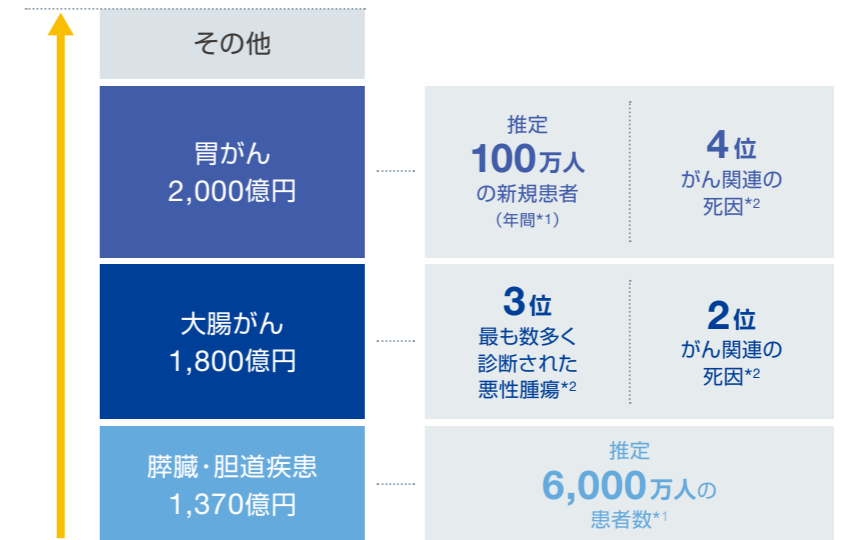 その他
胃がん
2,000億円
推定
100万人
の新規患者
（年間*1）
4位
がん関連の
死因*2
大腸がん
1,800億円
3位
最も数多く
診断された
悪性腫瘍*2
2位
がん関連の
死因*2
膵臓・胆道疾患
1,370億円
推定
6,000万人の
患者数*1